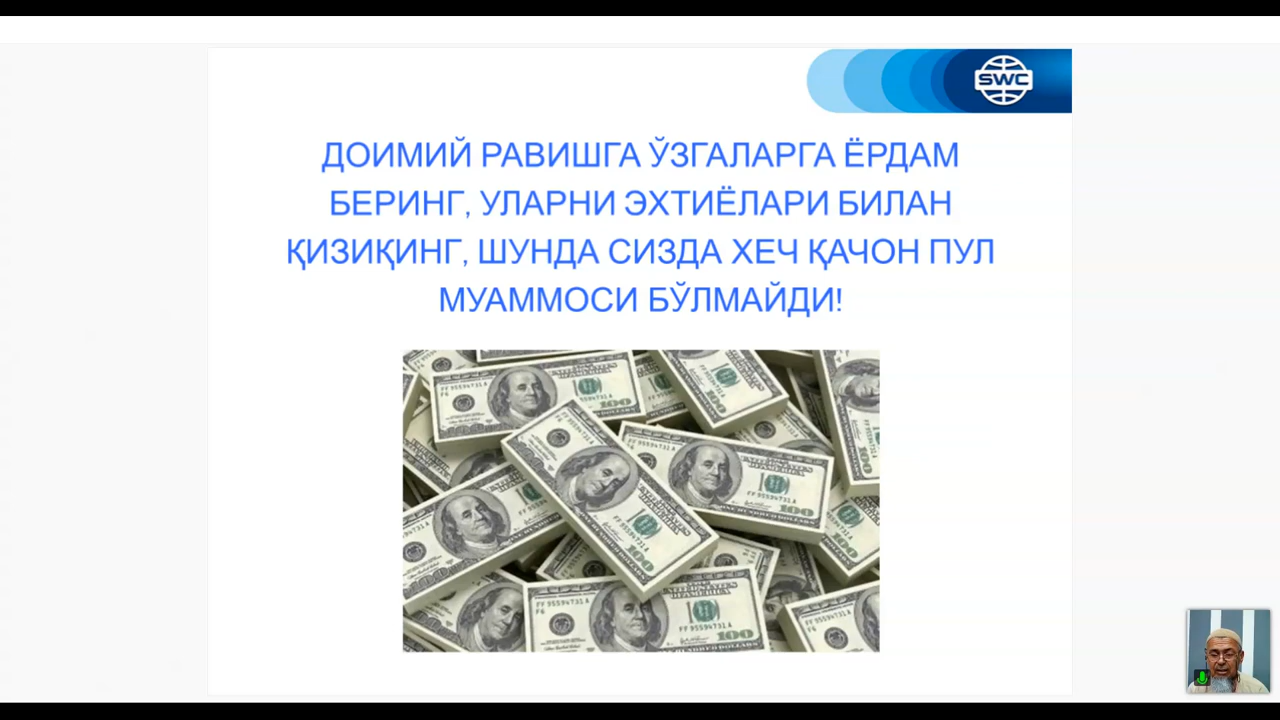 SWC
ДОИМИЙ РАВИШГА ЎЗГАЛАРГА ЁРДАМ
БЕРИНГ, УЛАРНИ ЭХТИЁЛАРИ БИЛАН
ҚИЗИҚИНГ, ШУНДА СИЗДА ХЕЧ ҚАЧОН ПУЛ
МУАММОСИ БЎЛМАЙДИ!